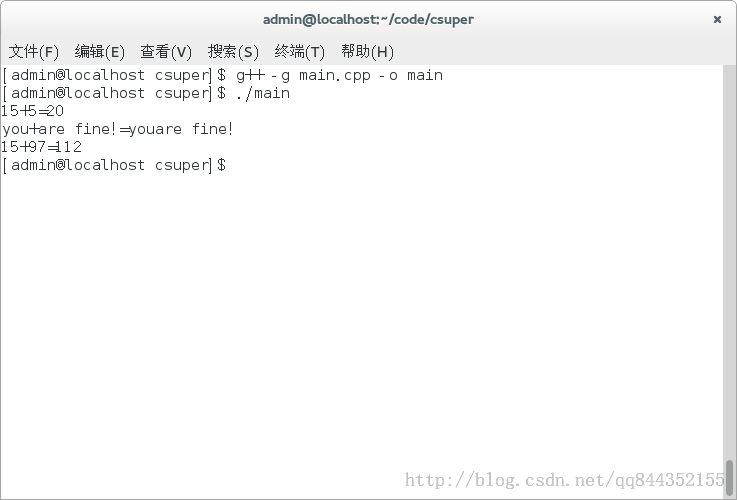 admin@localhost:~/code/csuper
文件(F) 编辑(E) 查看(V) 搜索(S) 终端(T) 帮助(H)
[admin@localhost csuper]$ g++ -g main.cpp -o main
[admin@localhost csuper]$ ./main
15+5=20
you+are fine!=youare fine!
15+97=112
[admin@localhost csuper]$
http://blog.csdn.net/qq844352155